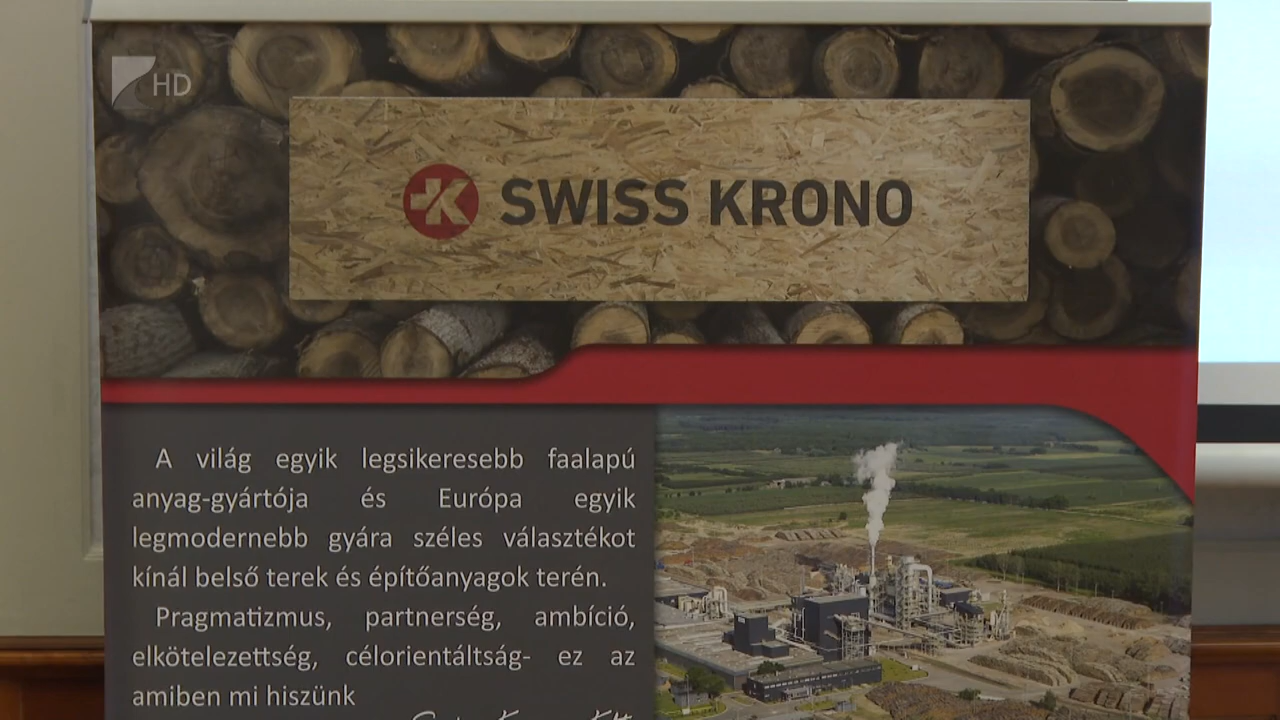 HD
SWISS KRONO
A világ egyik legsikeresebb faalapú
anyag-gyártója és Európa egyik
legmodernebb gyára széles választékot
kínál belső terek és építőanyagok terén.
Pragmatizmus, partnerség, ambíció,
elkötelezettség, célorientáltság- ez az
amiben mi hiszünk